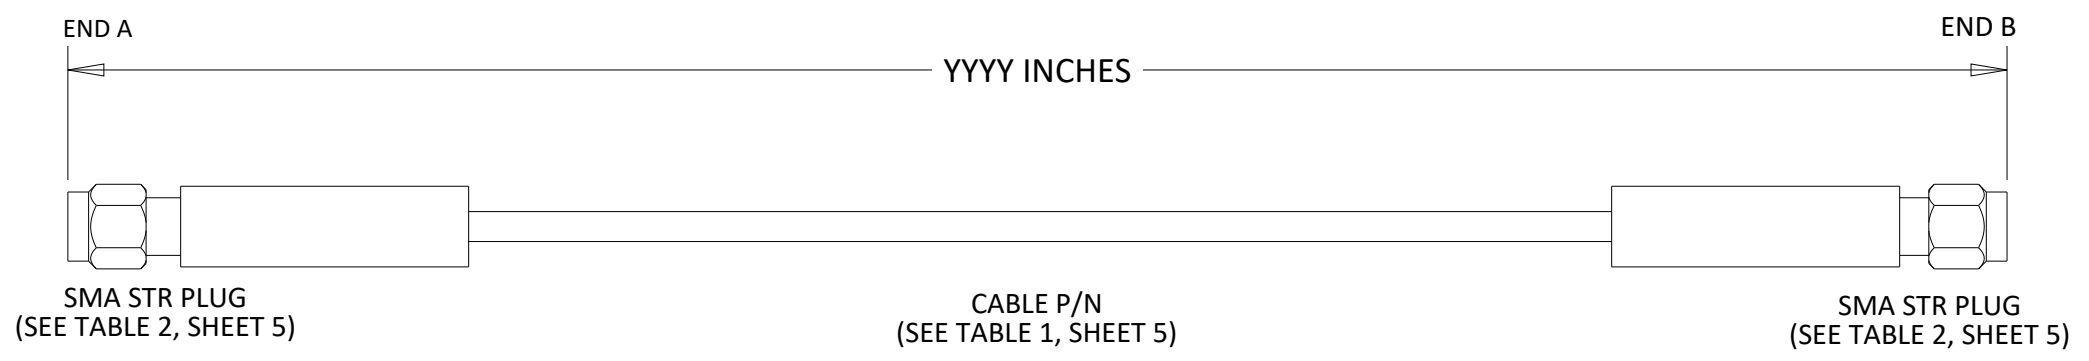 END A
END B
YYYY INCHES
SMA STR PLUG
(SEE TABLE 2, SHEET 5)
CABLE P/N
(SEE TABLE 1, SHEET 5)
SMA STR PLUG
(SEE TABLE 2, SHEET 5)